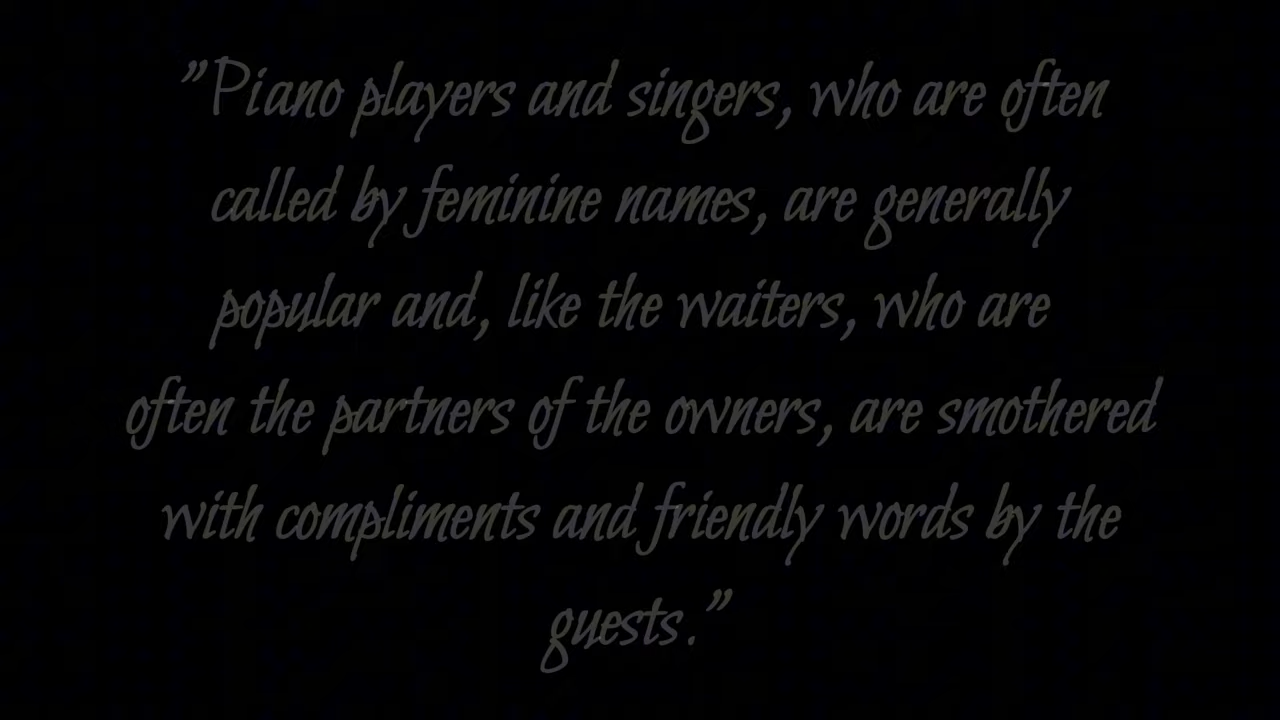 ”Piano players and singers, who are often
called by feminine names, are generally
popular and, like the waiters, who are
often the partners of the owners, are smothered
with compliments and friendly words by the
guests.”